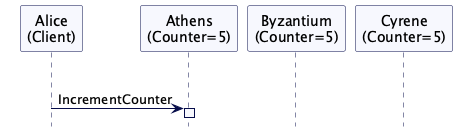 Alice
(Client)
Athens
(Counter=5)
Byzantium
(Counter=5)
Cyrene
(Counter=5)
IncrementCounter